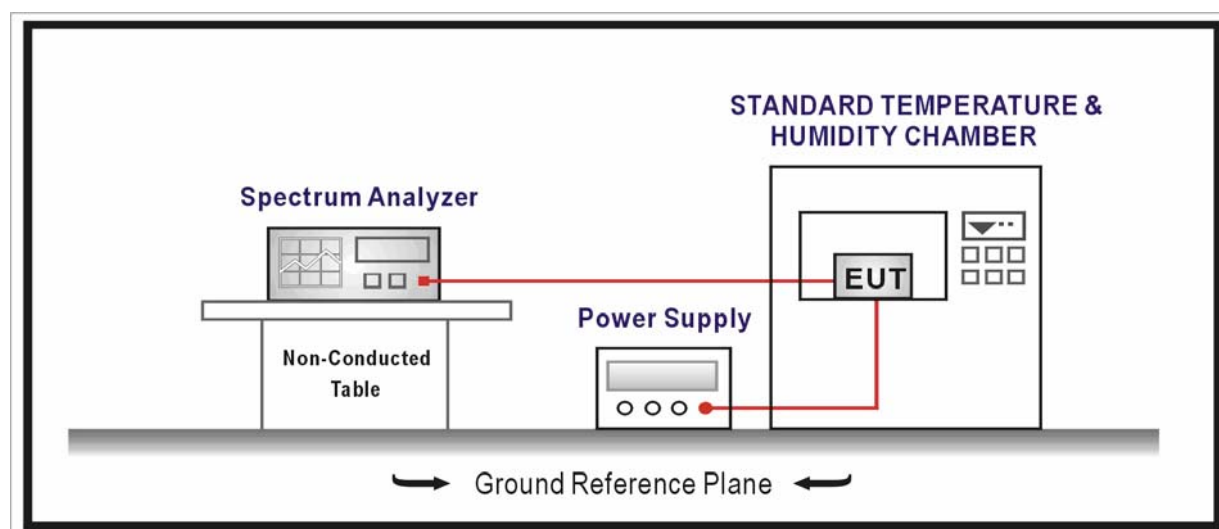 STANDARD TEMPERATURE &
HUMIDITY CHAMBER
Spectrum Analyzer
EUT
Power Supply
Non-Conducted
Table
Ground Reference Plane